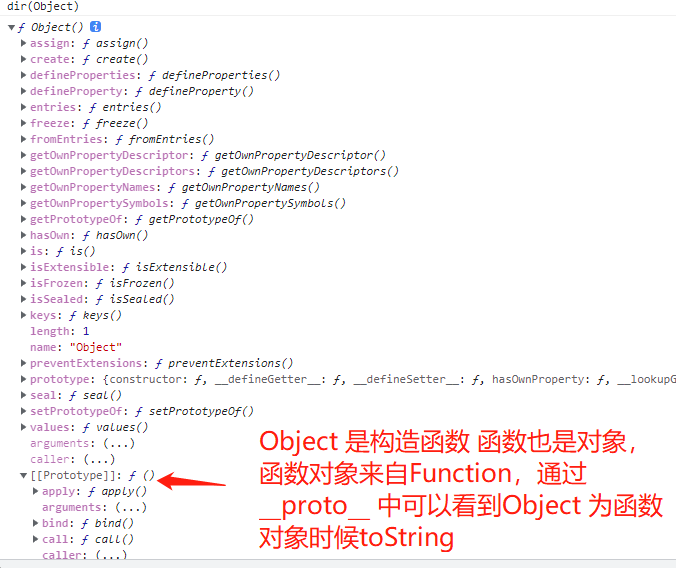 dir(Object)
ƒ Object() i
assign: ƒ assign()
create: ƒ create()
defineProperties: ƒ defineProperties()
defineProperty: ƒ defineProperty()
entries: ƒ entries()
freeze: ƒ freeze()
fromEntries: ƒ fromEntries()
getOwnPropertyDescriptor: ƒ getOwnPropertyDescriptor()
getOwnPropertyDescriptors: ƒ getOwnPropertyDescriptors()
getOwnPropertyNames: ƒ getOwnPropertyNames()
getOwnPropertySymbols: ƒ getOwnPropertySymbols()
getPrototypeOf: ƒ getPrototypeOf()
hasOwn: ƒ hasOwn()
is: ƒ is()
isExtensible: ƒ isExtensible()
isFrozen: ƒ isFrozen()
isSealed: ƒ isSealed()
keys: ƒ keys()
length: 1
name: "Object"
preventExtensions: ƒ preventExtensions()
prototype: {constructor: ƒ, __defineGetter__: ƒ, __defineSetter__: ƒ, hasOwnProperty: ƒ, __lookupG
seal: ƒ seal()
setPrototypeOf: ƒ setPrototypeOf()
values: ƒ values()
arguments: (...)
caller: (...)
[[Prototype]]: ƒ ()
apply: ƒ apply()
arguments: (...)
bind: ƒ bind()
call: ƒ call()
caller: (...)
Object 是构造函数 函数也是对象，
函数对象来自Function，通过
__proto__ 中可以看到Object 为函数
对象时候toString